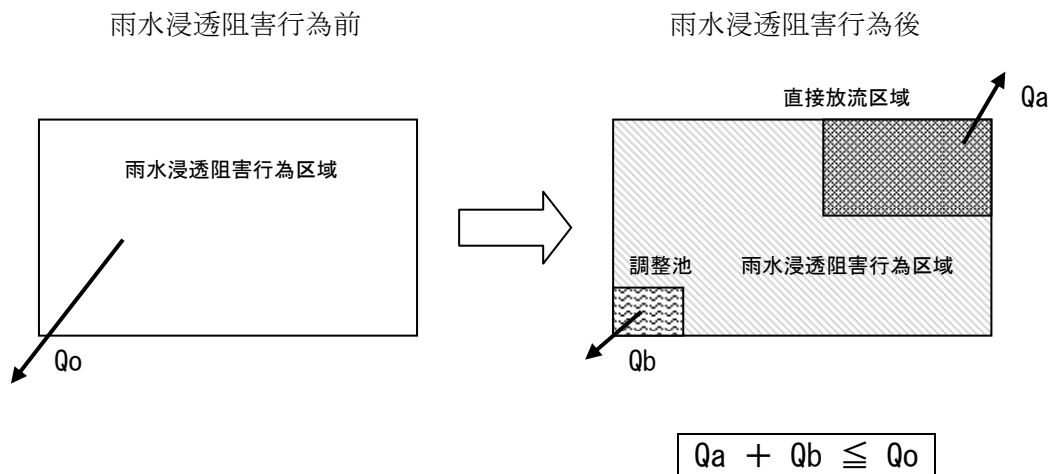 雨水浸透阻害行為前
雨水浸透阻害行為後
直接放流区域
Qa
雨水浸透阻害行為区域
調整池
雨水浸透阻害行為区域
Qo
Qb
Qa + Qb ≦ Qo